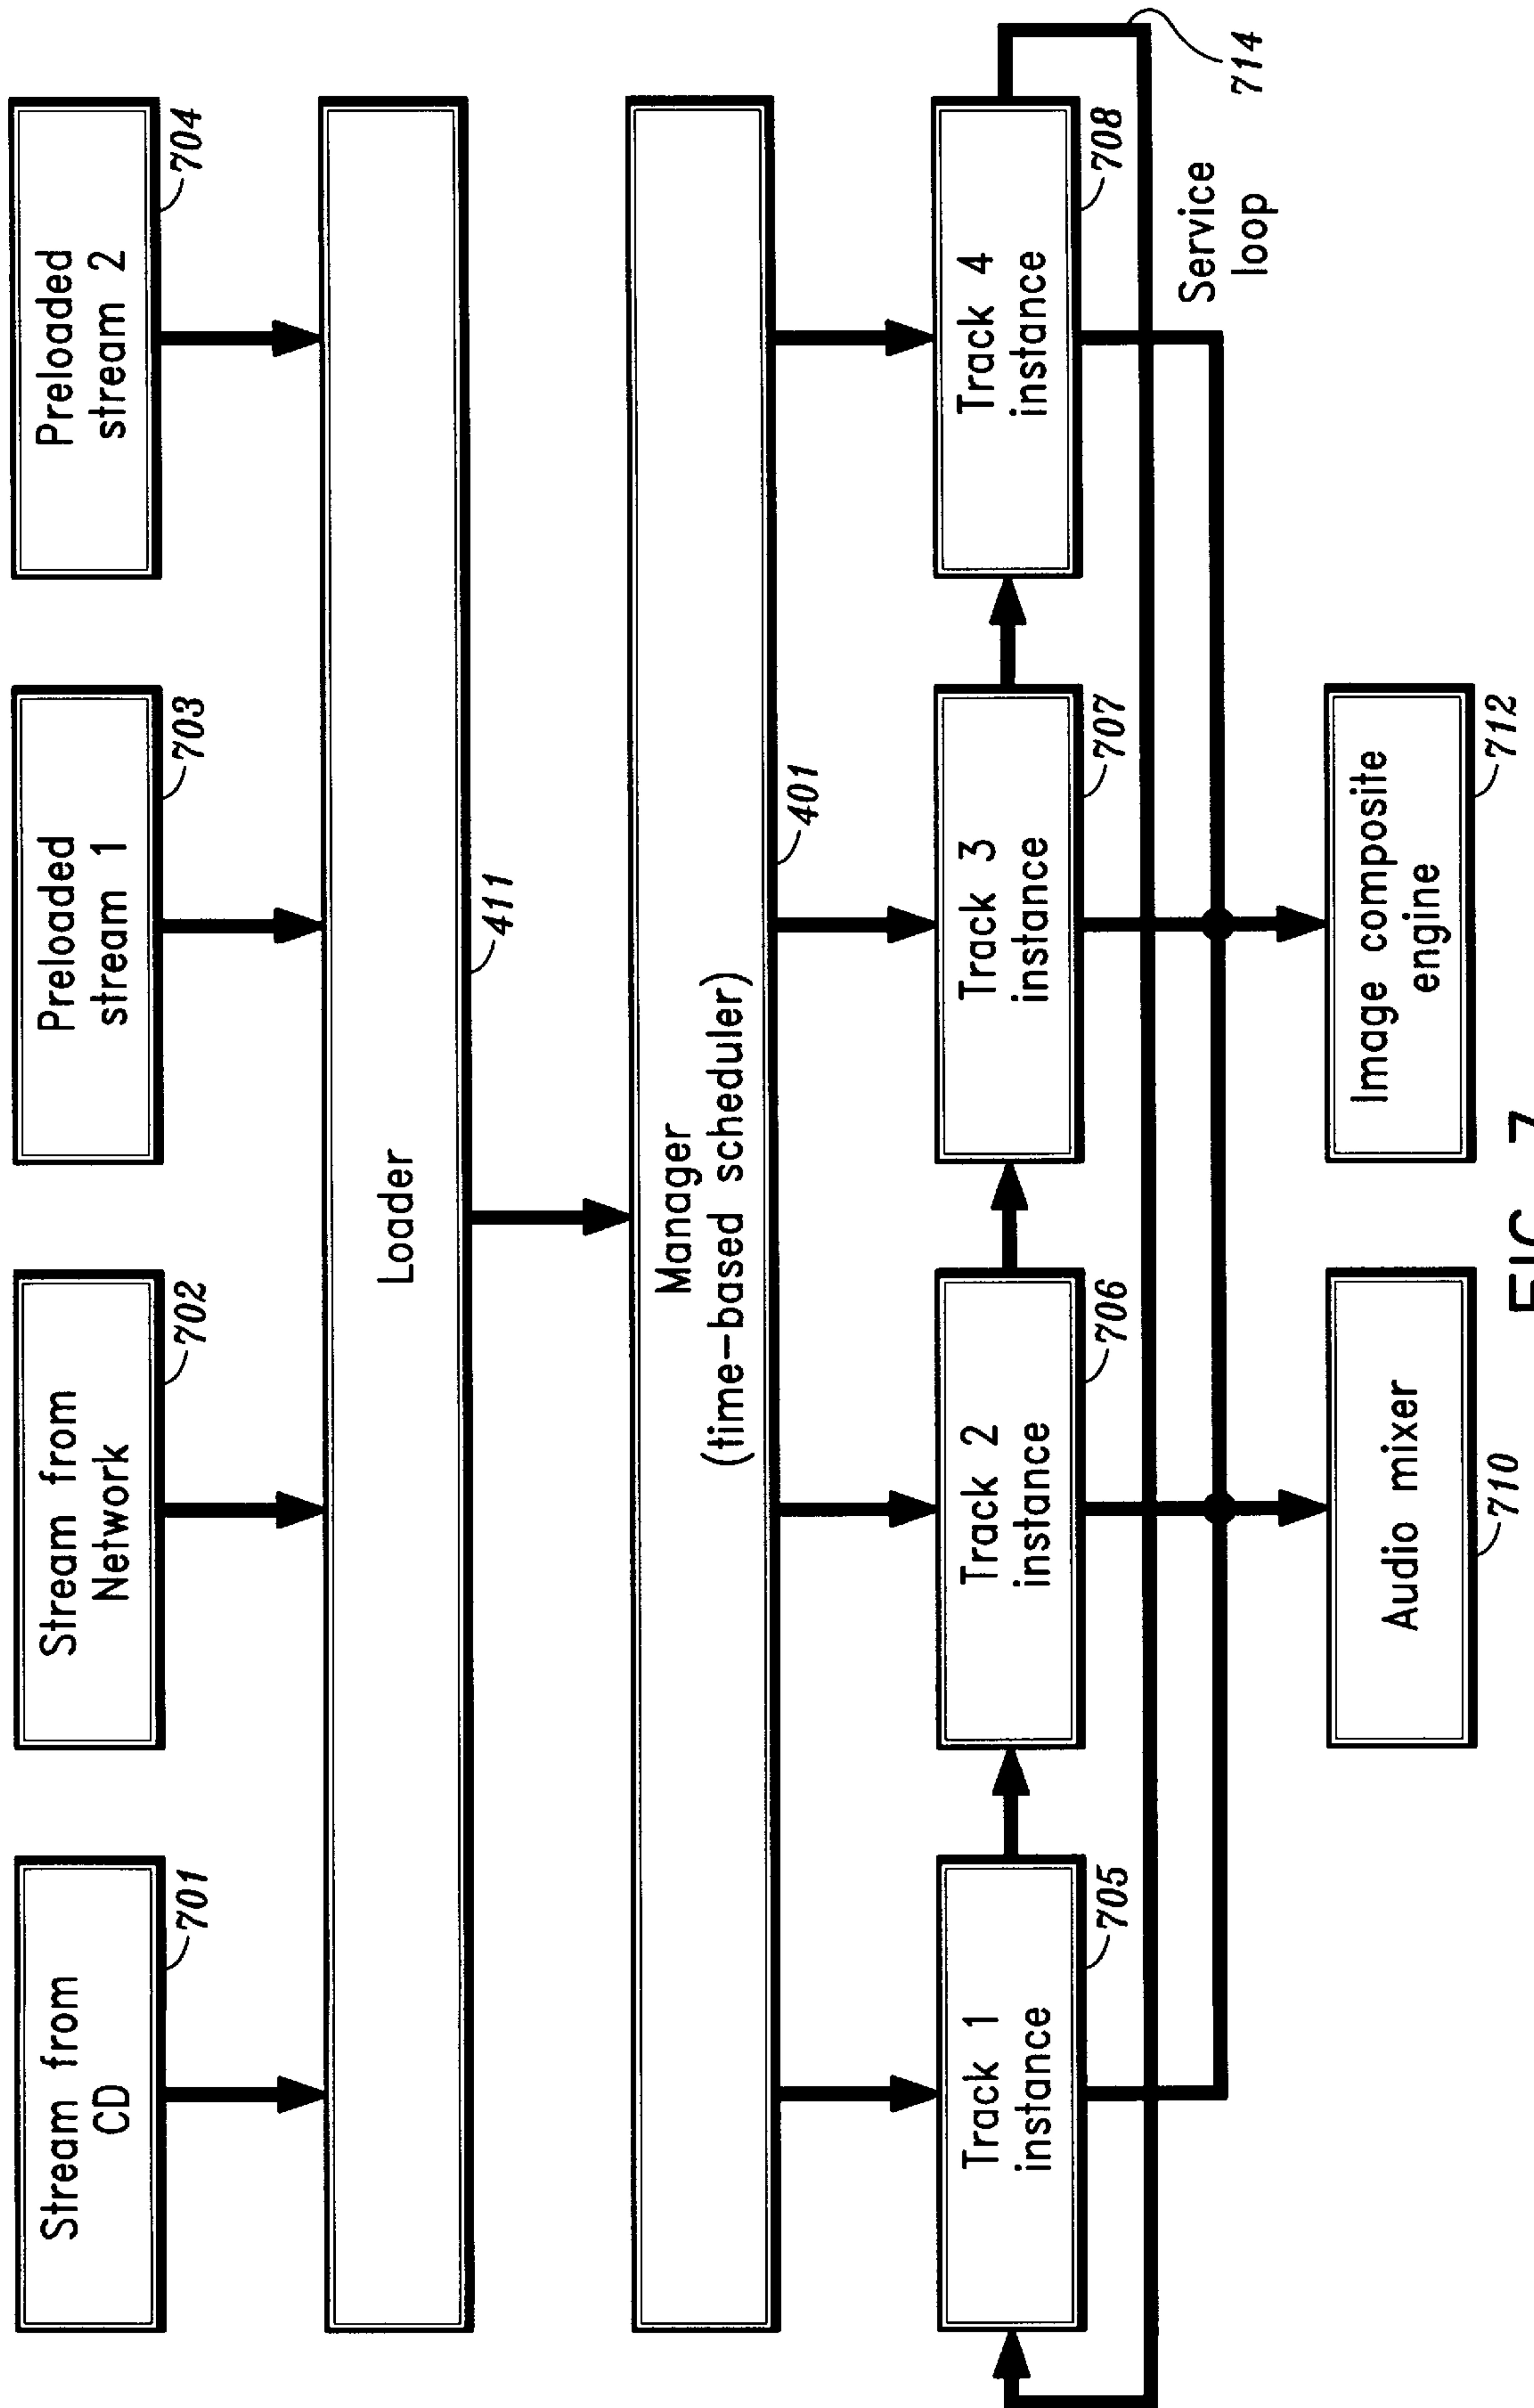 Stream from
CD
701
Stream from
Network
702
Preloaded
stream 1
703
Preloaded
stream 2
704
Loader
411
Manager
(time-based scheduler)
401
Track 1
instance
705
Track 2
instance
706
Track 3
instance
707
Track 4
instance
708
Service
loop
714
Audio mixer
710
Image composite
engine
712
FIG. 7